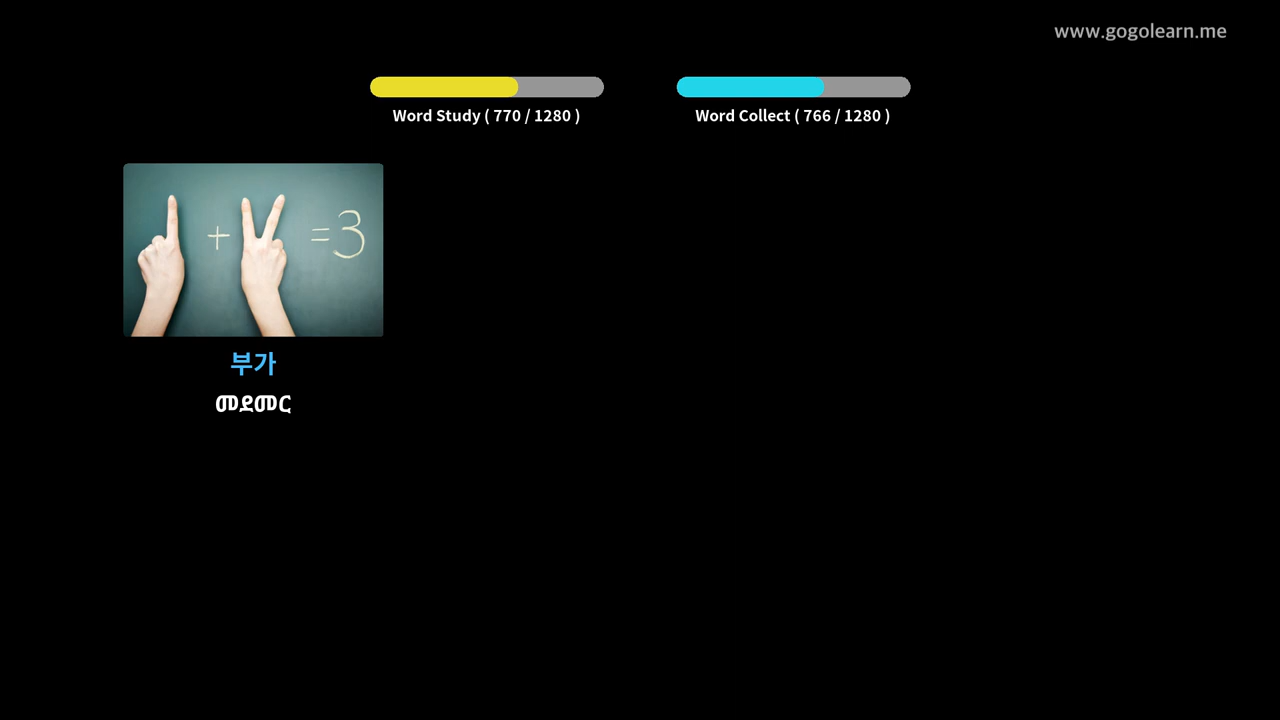 www.gogolearn.me
Word Study ( 770 / 1280 )
Word Collect ( 766 / 1280 )
+ =3
부가
መደመር